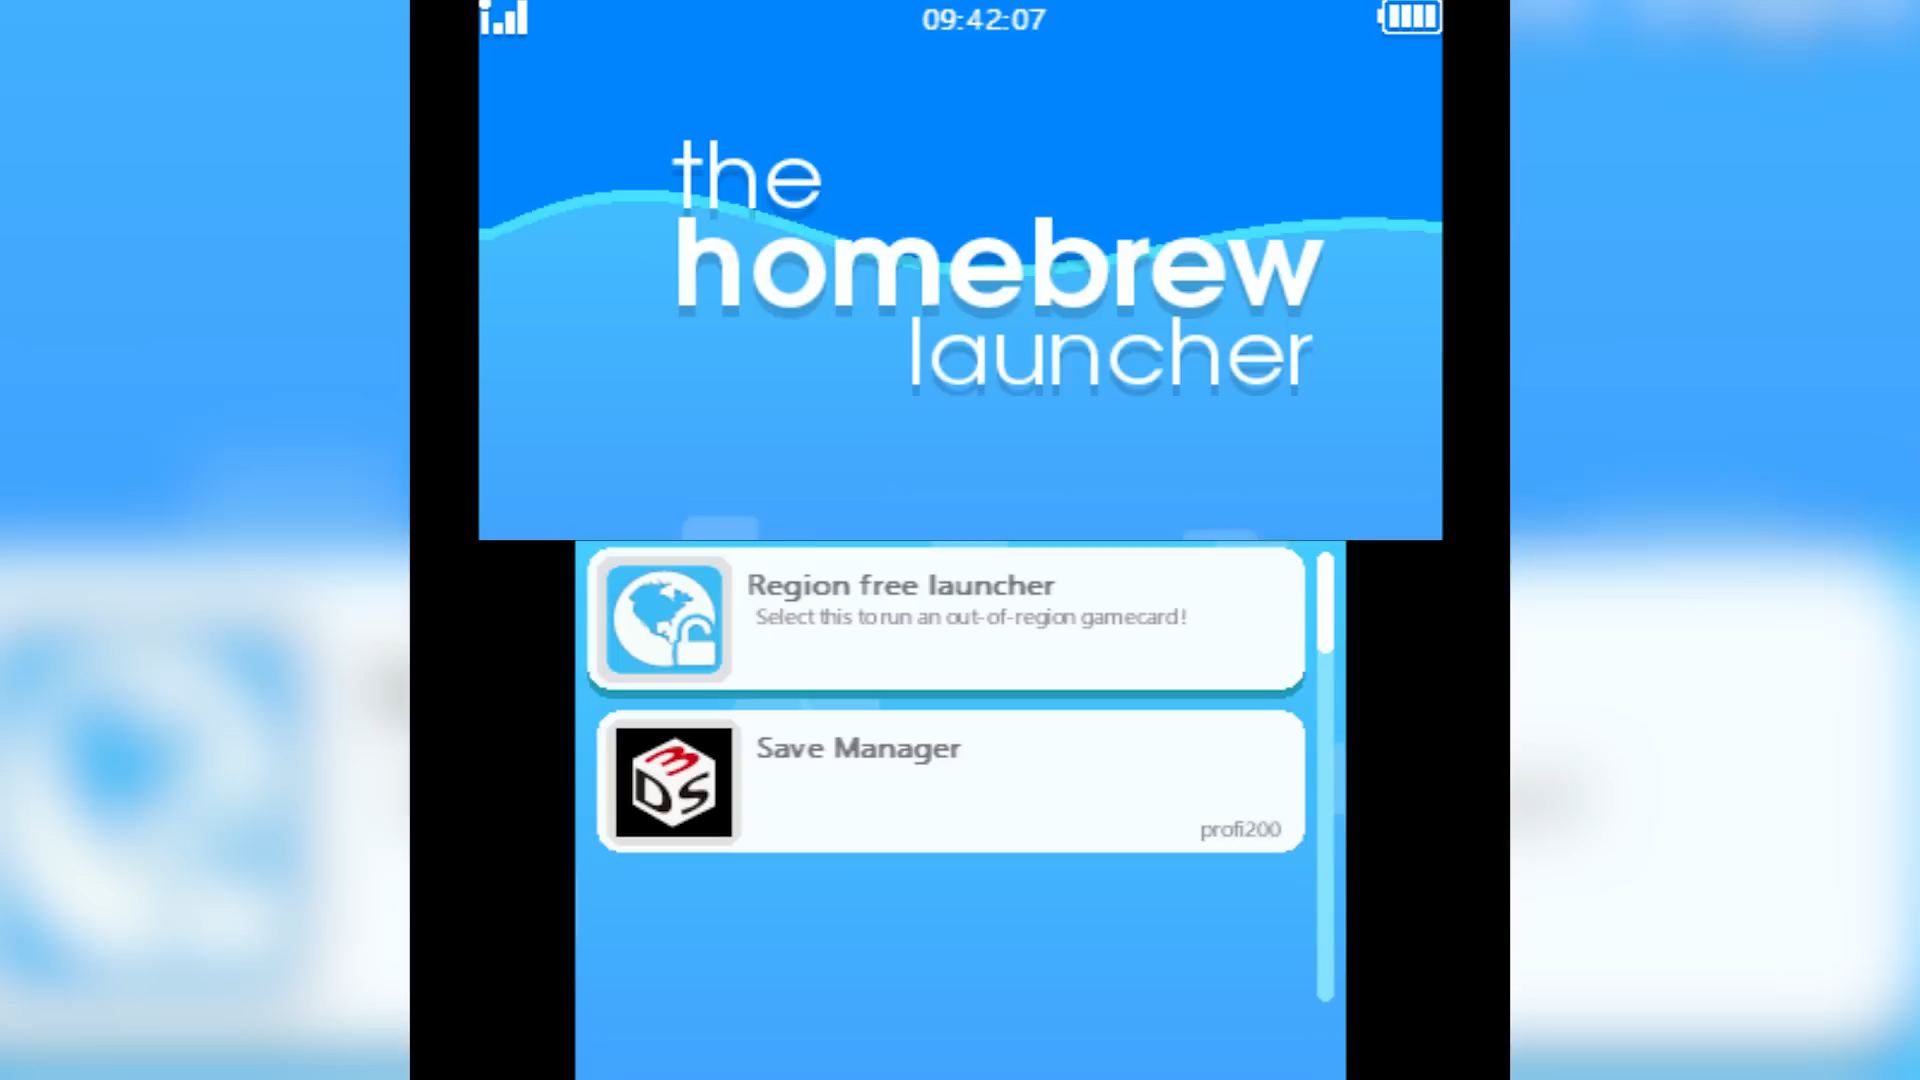 09:42:07
the
homebrew
launcher
Region free launcher
Select this to run an out-of-region gamecard!
3DS
Save Manager
profi200